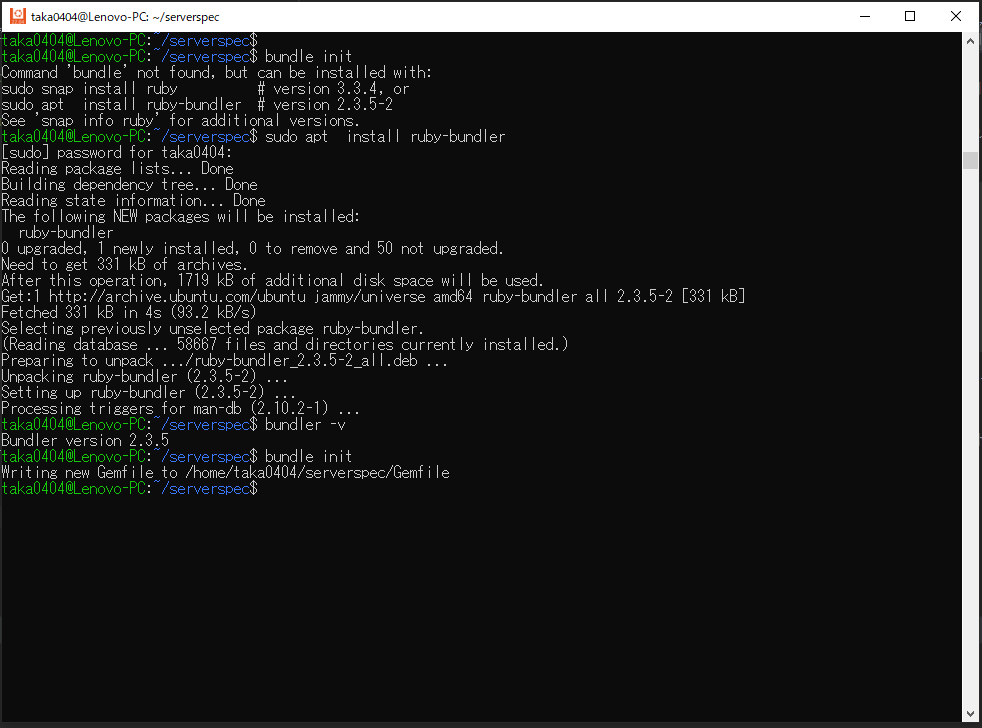 taka0404@Lenovo-PC: ~/serverspec
taka0404@Lenovo-PC:~/serverspec$
taka0404@Lenovo-PC:~/serverspec$ bundle init
Command 'bundle' not found, but can be installed with:
sudo snap install ruby          # version 3.3.4, or
sudo apt  install ruby-bundler  # version 2.3.5-2
See 'snap info ruby' for additional versions.
taka0404@Lenovo-PC:~/serverspec$ sudo apt  install ruby-bundler
[sudo] password for taka0404:
Reading package lists... Done
Building dependency tree... Done
Reading state information... Done
The following NEW packages will be installed:
  ruby-bundler
0 upgraded, 1 newly installed, 0 to remove and 50 not upgraded.
Need to get 331 kB of archives.
After this operation, 1719 kB of additional disk space will be used.
Get:1 http://archive.ubuntu.com/ubuntu jammy/universe amd64 ruby-bundler all 2.3.5-2 [331 kB]
Fetched 331 kB in 4s (93.2 kB/s)
Selecting previously unselected package ruby-bundler.
(Reading database ... 58667 files and directories currently installed.)
Preparing to unpack .../ruby-bundler_2.3.5-2_all.deb ...
Unpacking ruby-bundler (2.3.5-2) ...
Setting up ruby-bundler (2.3.5-2) ...
Processing triggers for man-db (2.10.2-1) ...
taka0404@Lenovo-PC:~/serverspec$ bundler -v
Bundler version 2.3.5
taka0404@Lenovo-PC:~/serverspec$ bundle init
Writing new Gemfile to /home/taka0404/serverspec/Gemfile
taka0404@Lenovo-PC:~/serverspec$